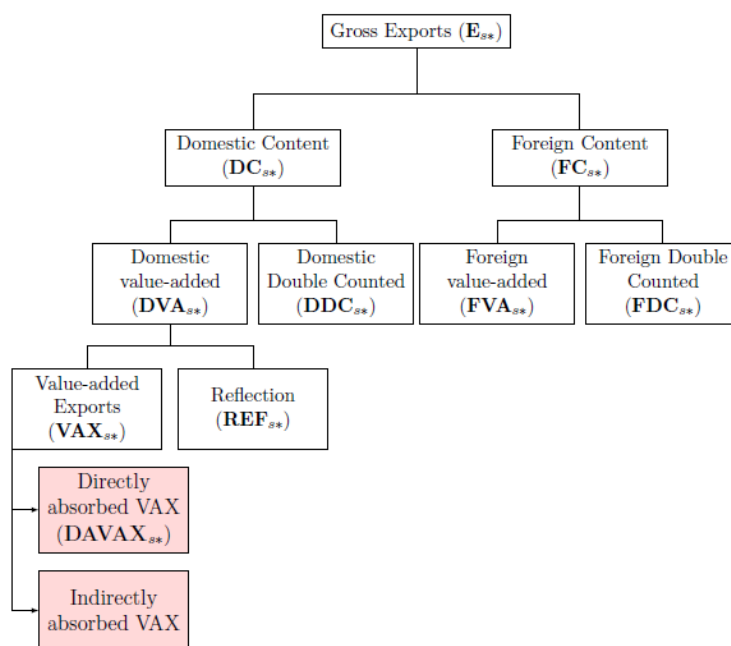 Gross Exports (E_{s*})
Domestic Content
(DC_{s*})
Foreign Content
(FC_{s*})
Domestic
value-added
(DVA_{s*})
Domestic
Double Counted
(DDC_{s*})
Foreign
value-added
(FVA_{s*})
Foreign Double
Counted
(FDC_{s*})
Value-added
Exports
(VAX_{s*})
Reflection
(REF_{s*})
Directly
absorbed VAX
(DAVAX_{s*})
Indirectly
absorbed VAX